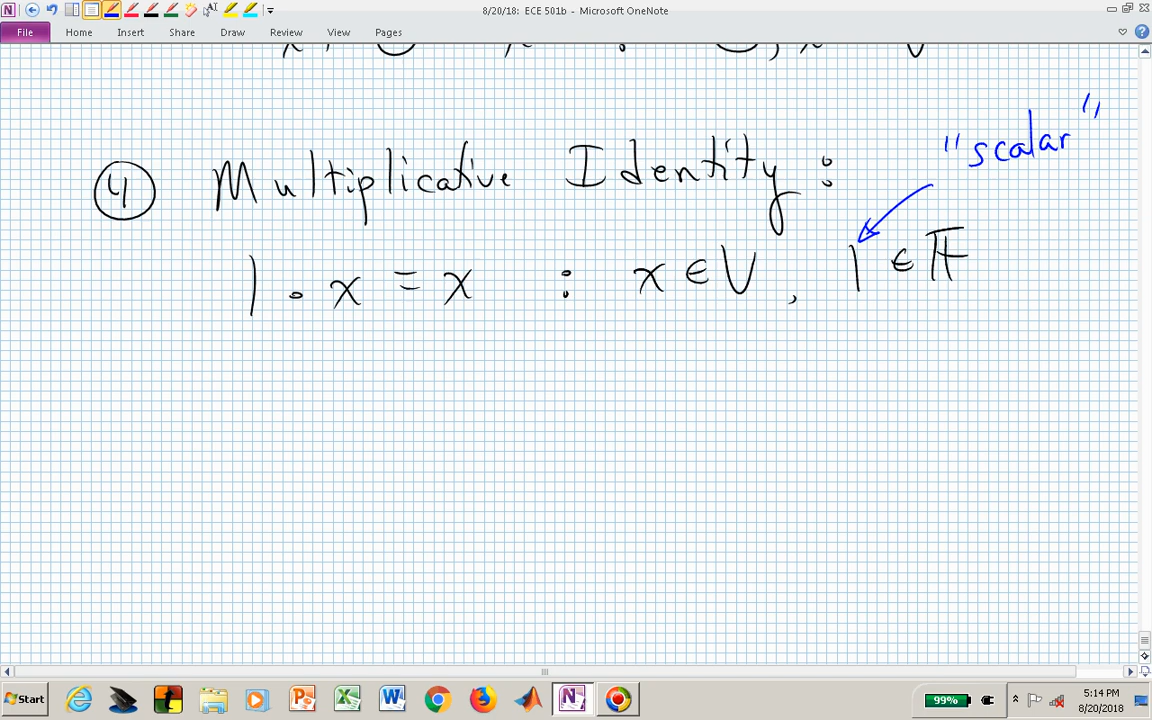 8/20/18: ECE 501b - Microsoft OneNote
File Home Insert Share Draw Review View Pages
"scalar"
④ Multiplicative Identity :
1 · x = x : x ∈ V, 1 ∈ 𝔽
Start
99%
5:14 PM
8/20/2018